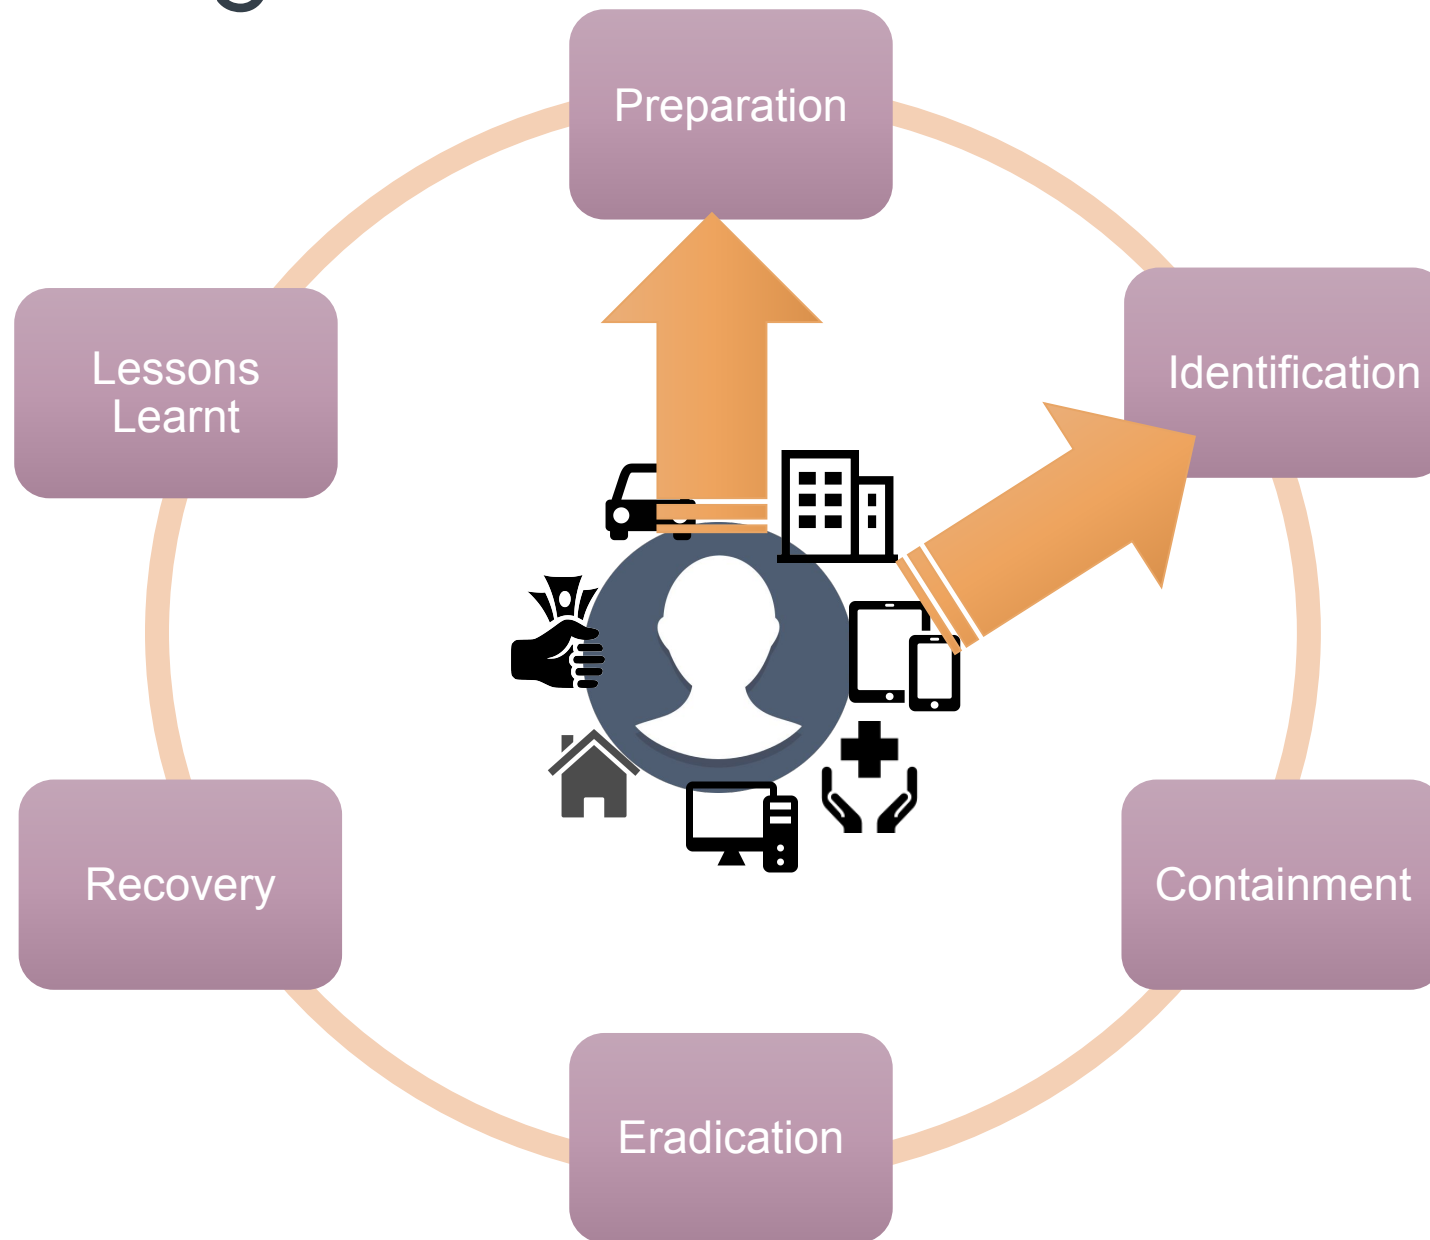 Preparation
Identification
Containment
Eradication
Recovery
Lessons
Learnt